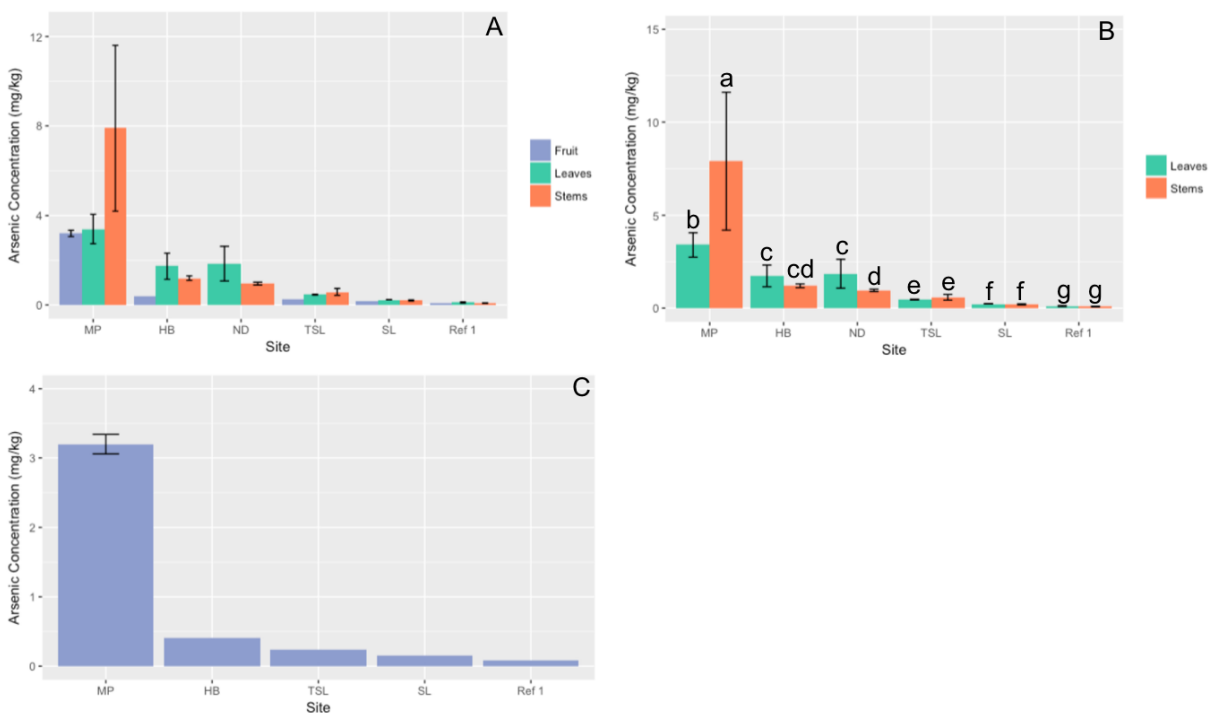 A
12
8
4
0
Arsenic Concentration (mg/kg)
MP HB ND TSL SL Ref 1
Site
Fruit
Leaves
Stems
B
15
10
5
0
Arsenic Concentration (mg/kg)
a
b
c cd c d e e f f g g
MP HB ND TSL SL Ref 1
Site
Leaves
Stems
C
4
3
2
1
0
Arsenic Concentration (mg/kg)
MP HB TSL SL Ref 1
Site